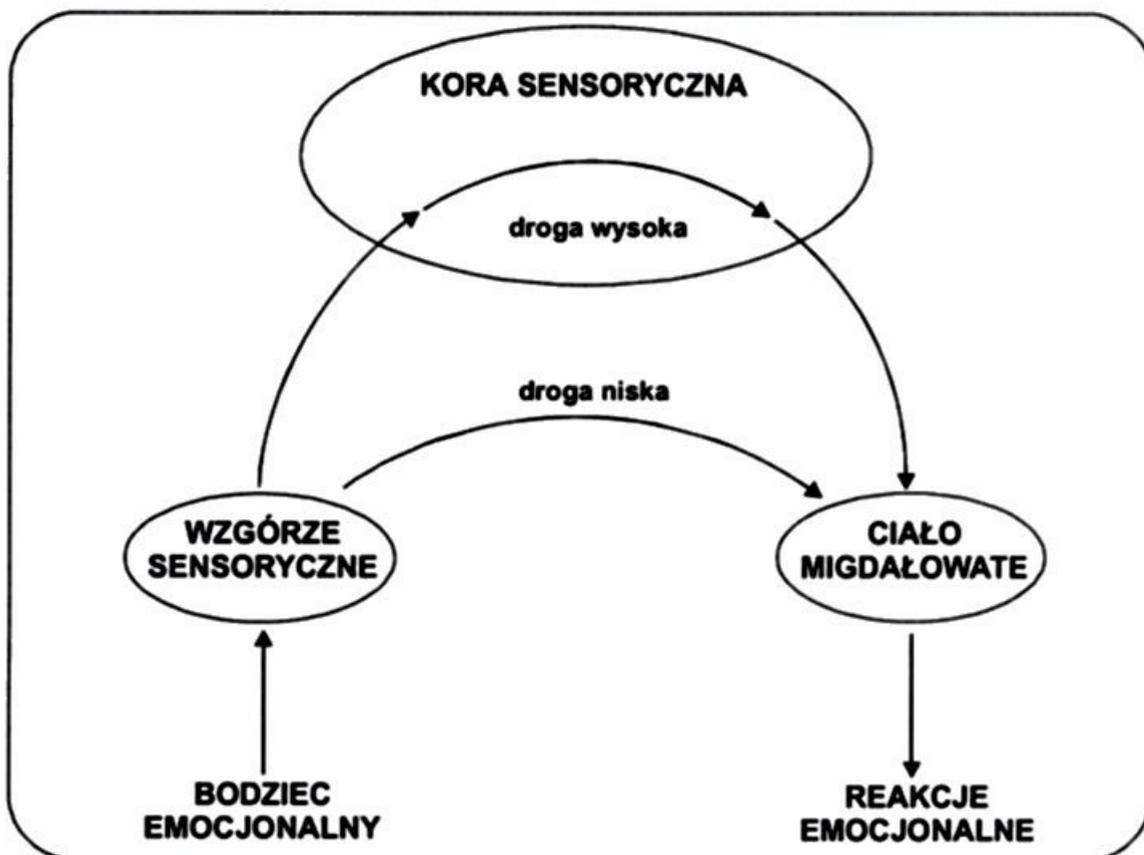 KORA SENSORYCZNA
droga wysoka
droga niska
WZGÓRZE
SENSORYCZNE
CIAŁO
MIGDAŁOWATE
BODZIEC
EMOCJONALNY
REAKCJE
EMOCJONALNE